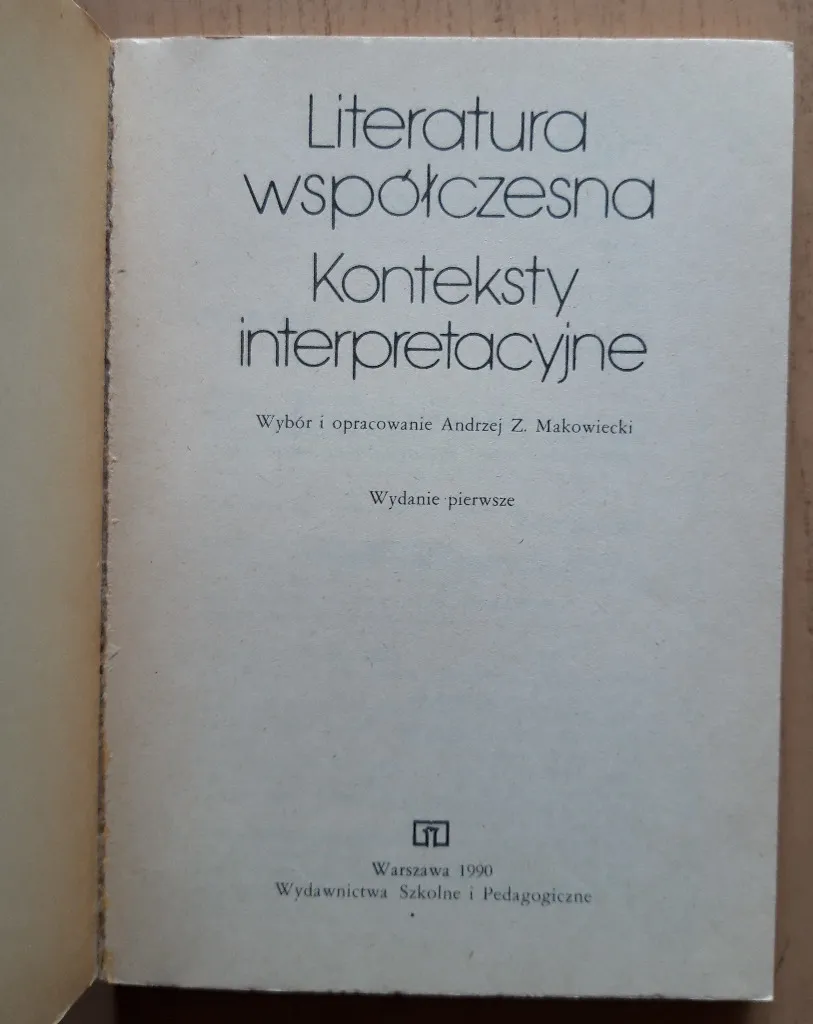 Literatura
współczesna
Konteksty
interpretacyjne
Wybór i opracowanie Andrzej Z. Makowiecki
Wydanie pierwsze
Warszawa 1990
Wydawnictwa Szkolne i Pedagogiczne